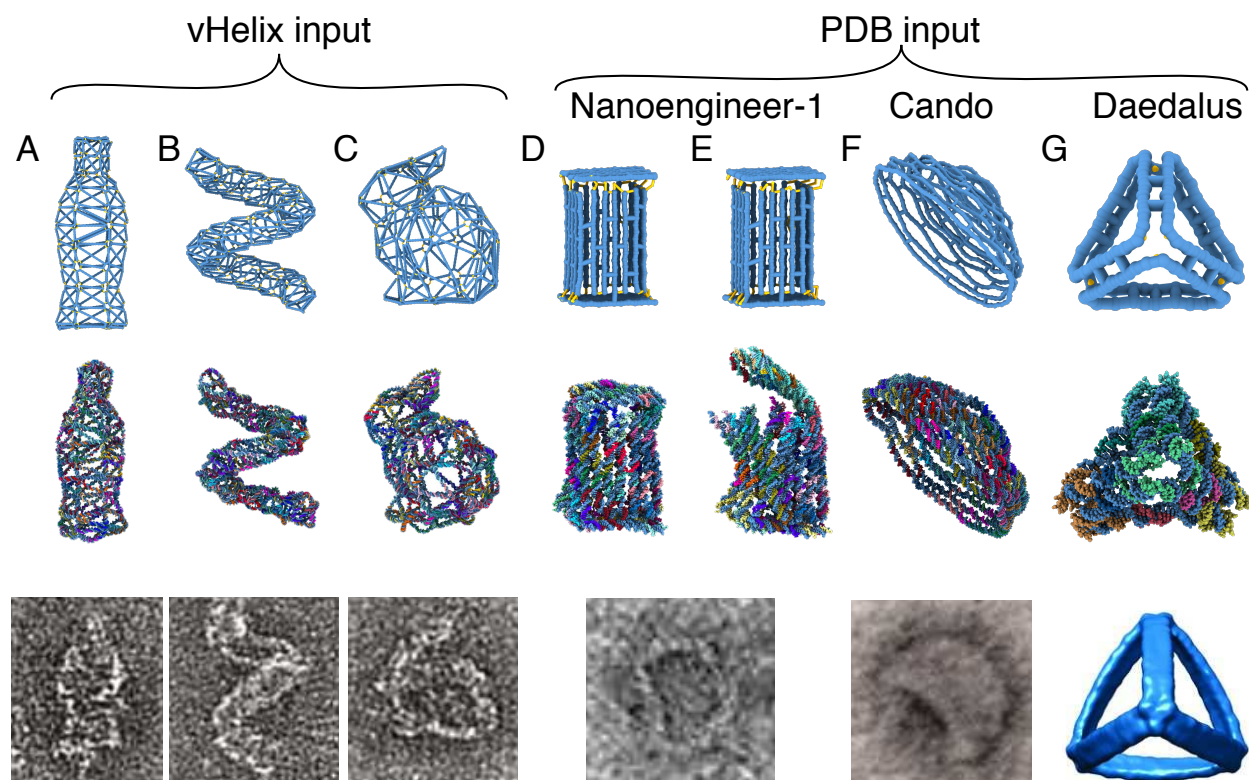 vHelix input
PDB input
Nanoengineer-1
Cando
Daedalus
A
B
C
D
E
F
G